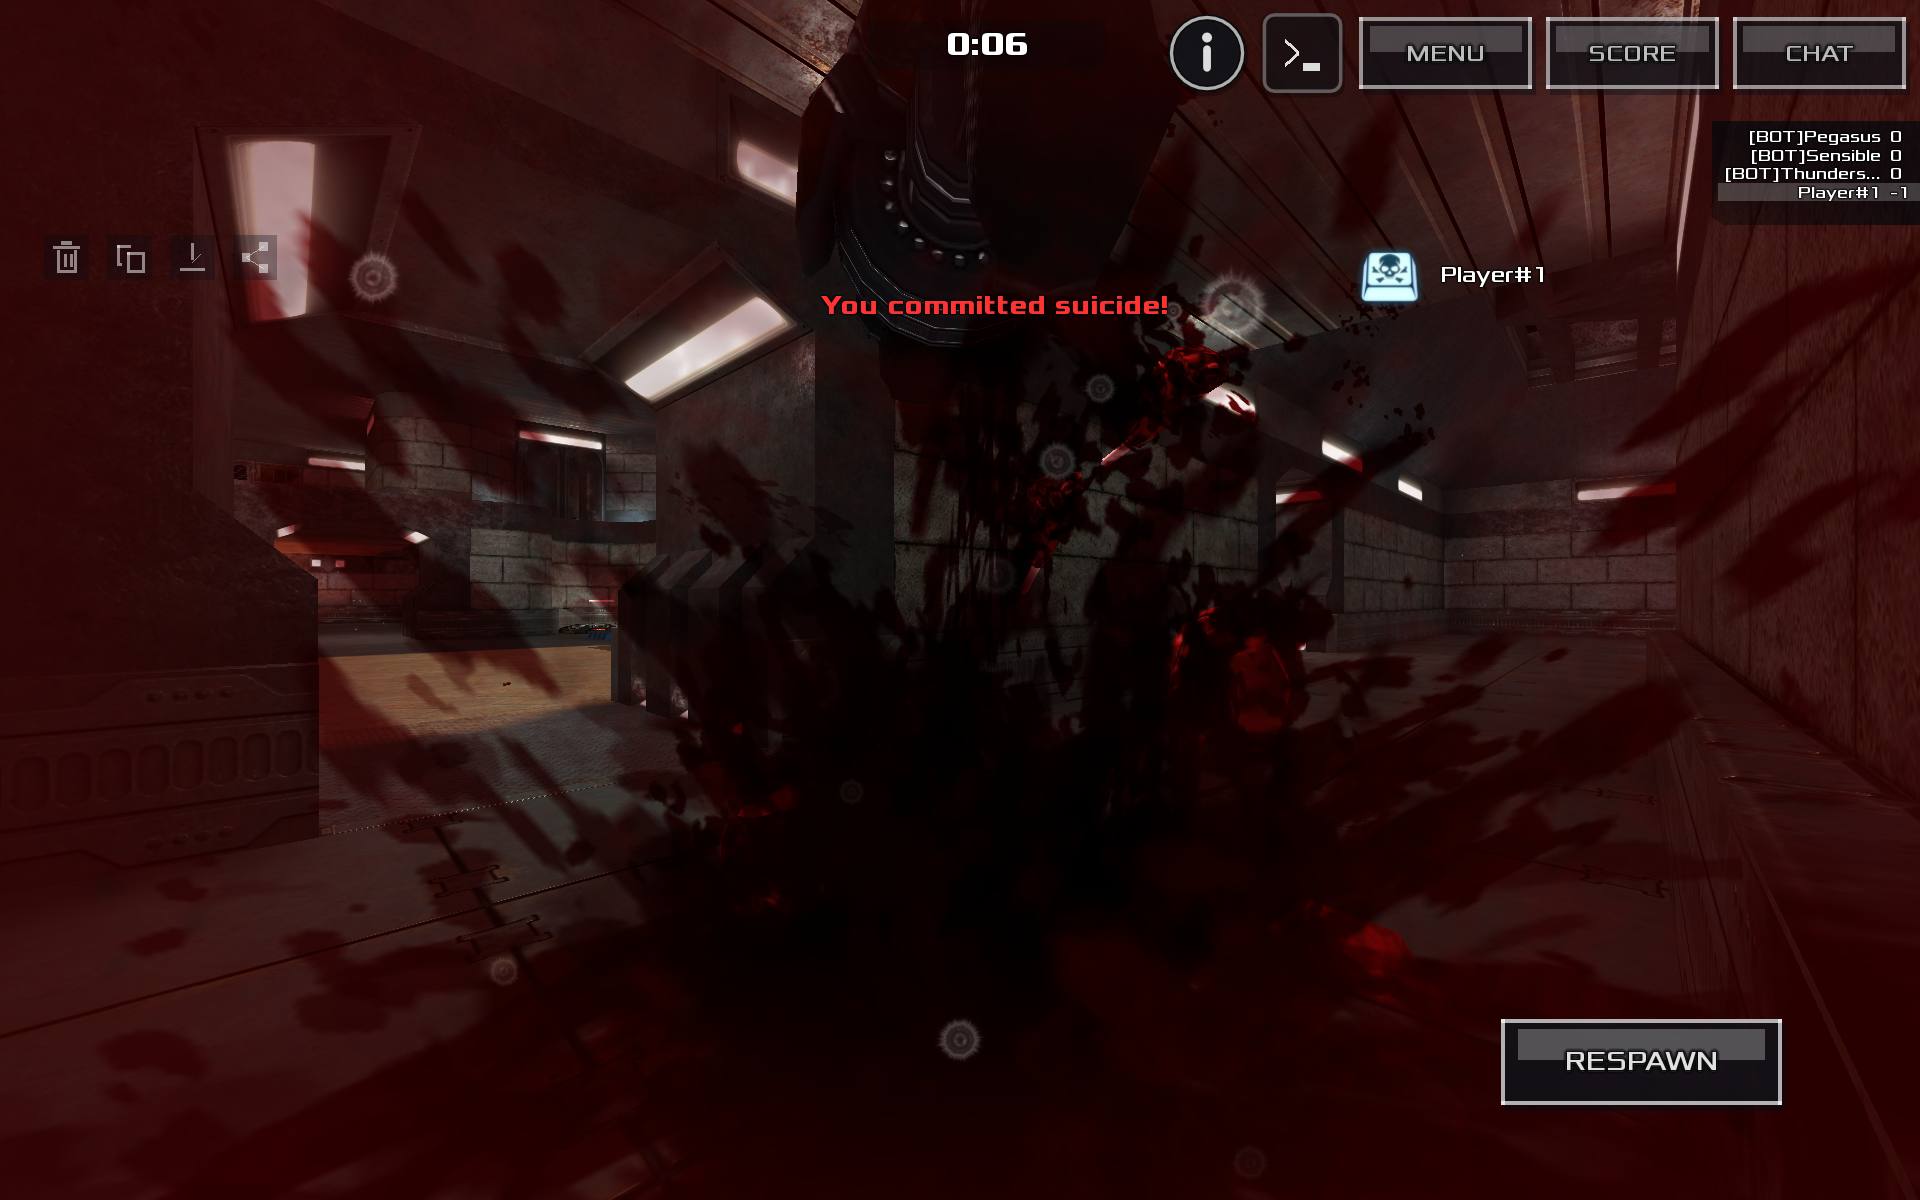 0:06
MENU
SCORE
CHAT
[BOT]Pegasus 0
[BOT]Sensible 0
[BOT]Thunders... 0
Player#1 -1
Player#1
You committed suicide!
RESPAWN